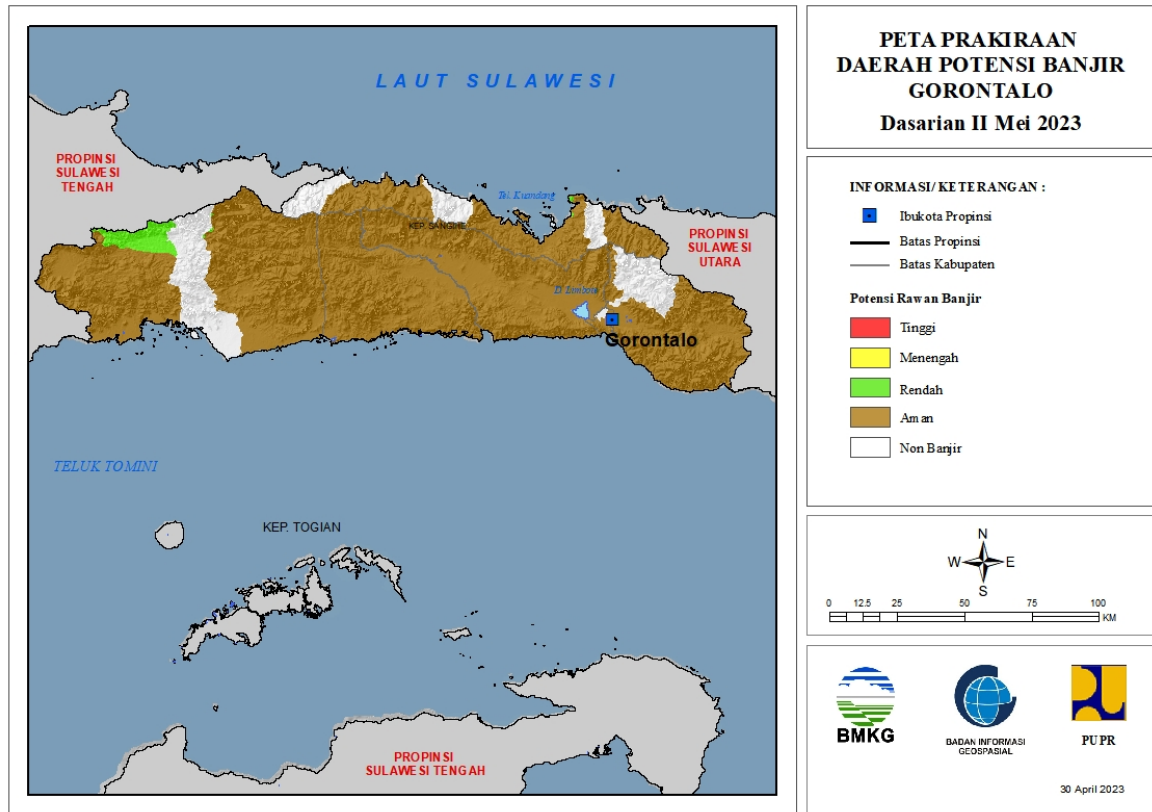 LAUT SULAWESI
PROPINSI
SULAWESI
TENGAH
Tel. Kuandang
KEP. SANGIHE
PROPINSI
SULAWESI
UTARA
D. Limboto
Gorontalo
TELUK TOMINI
KEP. TOGIAN
PROPINSI
SULAWESI TENGAH
PETA PRAKIRAAN
DAERAH POTENSI BANJIR
GORONTALO
Dasarian II Mei 2023
INFORMASI/KETERANGAN :
Ibukota Propinsi
Batas Propinsi
Batas Kabupaten
Potensi Rawan Banjir
Tinggi
Menengah
Rendah
Aman
Non Banjir
N
W E
S
0 12.5 25 50 75 100
KM
BMKG
BADAN INFORMASI
GEOSPASIAL
PUPR
30 April 2023